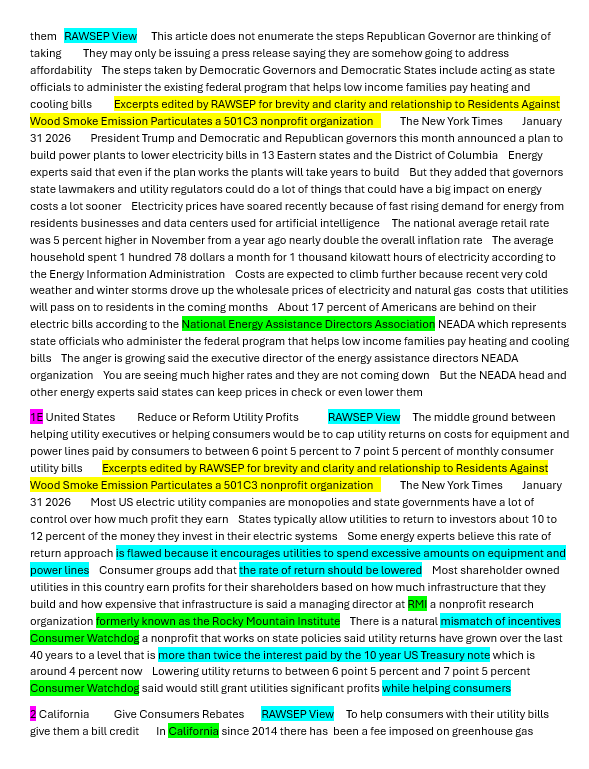 them RAWSEP View This article does not enumerate the steps Republican Governor are thinking of
taking They may only be issuing a press release saying they are somehow going to address
affordability The steps taken by Democratic Governors and Democratic States include acting as state
officials to administer the existing federal program that helps low income families pay heating and
cooling bills Excerpts edited by RAWSEP for brevity and clarity and relationship to Residents Against
Wood Smoke Emission Particulates a 501C3 nonprofit organization The New York Times January
31 2026 President Trump and Democratic and Republican governors this month announced a plan to
build power plants to lower electricity bills in 13 Eastern states and the District of Columbia Energy
experts said that even if the plan works the plants will take years to build But they added that governors
state lawmakers and utility regulators could do a lot of things that could have a big impact on energy
costs a lot sooner Electricity prices have soared recently because of fast rising demand for energy from
residents businesses and data centers used for artificial intelligence The national average retail rate
was 5 percent higher in November from a year ago nearly double the overall inflation rate The average
household spent 1 hundred 78 dollars a month for 1 thousand kilowatt hours of electricity according to
the Energy Information Administration Costs are expected to climb further because recent very cold
weather and winter storms drove up the wholesale prices of electricity and natural gas costs that utilities
will pass on to residents in the coming months About 17 percent of Americans are behind on their
electric bills according to the National Energy Assistance Directors Association NEADA which represents
state officials who administer the federal program that helps low income families pay heating and cooling
bills The anger is growing said the executive director of the energy assistance directors NEADA
organization You are seeing much higher rates and they are not coming down But the NEADA head and
other energy experts said states can keep prices in check or even lower them
1E United States Reduce or Reform Utility Profits RAWSEP View The middle ground between
helping utility executives or helping consumers would be to cap utility returns on costs for equipment and
power lines paid by consumers to between 6 point 5 percent to 7 point 5 percent of monthly consumer
utility bills Excerpts edited by RAWSEP for brevity and clarity and relationship to Residents Against
Wood Smoke Emission Particulates a 501C3 nonprofit organization The New York Times January
31 2026 Most US electric utility companies are monopolies and state governments have a lot of
control over how much profit they earn States typically allow utilities to return to investors about 10 to
12 percent of the money they invest in their electric systems Some energy experts believe this rate of
return approach is flawed because it encourages utilities to spend excessive amounts on equipment and
power lines Consumer groups add that the rate of return should be lowered Most shareholder owned
utilities in this country earn profits for their shareholders based on how much infrastructure that they
build and how expensive that infrastructure is said a managing director at RMI a nonprofit research
organization formerly known as the Rocky Mountain Institute There is a natural mismatch of incentives
Consumer Watchdog a nonprofit that works on state policies said utility returns have grown over the last
40 years to a level that is more than twice the interest paid by the 10 year US Treasury note which is
around 4 percent now Lowering utility returns to between 6 point 5 percent and 7 point 5 percent
Consumer Watchdog said would still grant utilities significant profits while helping consumers
2 California Give Consumers Rebates RAWSEP View To help consumers with their utility bills
give them a bill credit In California since 2014 there has been a fee imposed on greenhouse gas